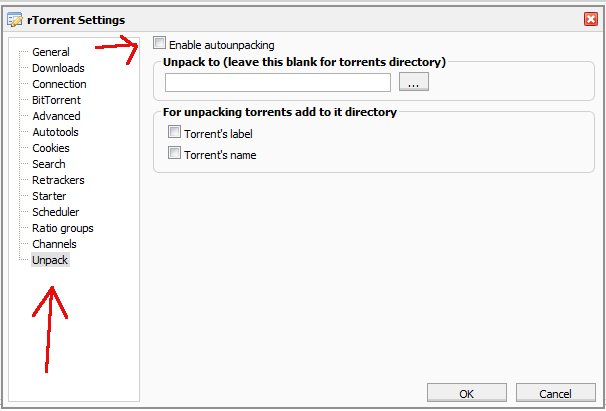 rTorrent Settings
General
Downloads
Connection
BitTorrent
Advanced
Autotools
Cookies
Search
Retrackers
Starter
Scheduler
Ratio groups
Channels
Unpack
Enable autounpacking
Unpack to (leave this blank for torrents directory)
...
For unpacking torrents add to it directory
Torrent's label
Torrent's name
OK
Cancel